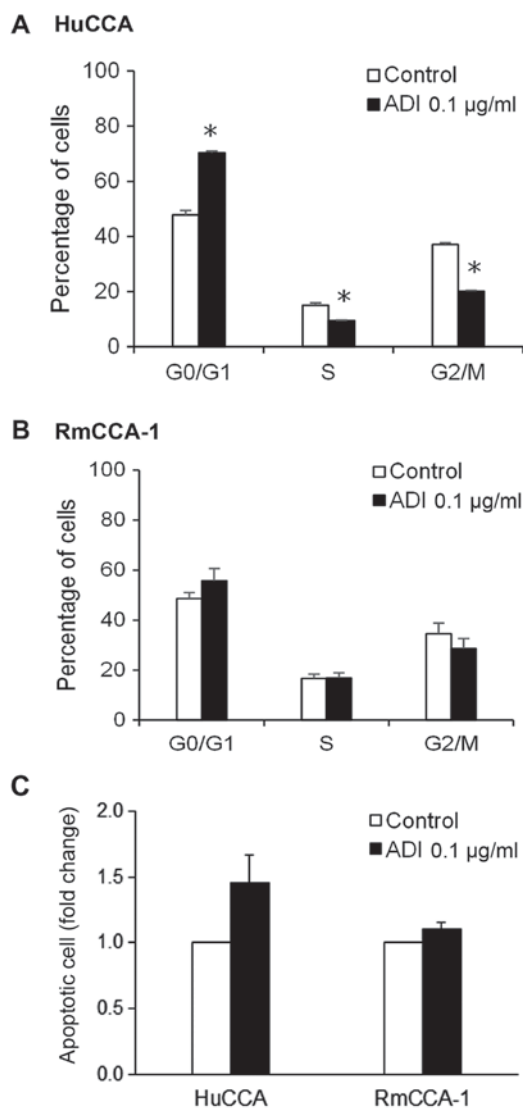 A HuCCA
Percentage of cells
100
80
60
40
20
0
Control
ADI 0.1 µg/ml
*
*
*
G0/G1
S
G2/M
B RmCCA-1
Percentage of cells
100
80
60
40
20
0
Control
ADI 0.1 µg/ml
G0/G1
S
G2/M
C
Apoptotic cell (fold change)
2.0
1.5
1.0
0.5
0.0
Control
ADI 0.1 µg/ml
HuCCA
RmCCA-1